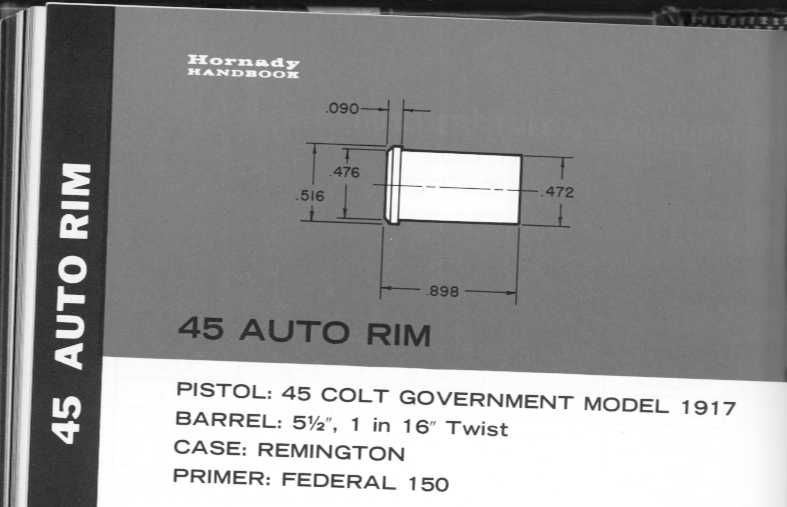 Hornady
HANDBOOK
.090
.476
.516
.472
.898
45 AUTO RIM
45 AUTO RIM
PISTOL: 45 COLT GOVERNMENT MODEL 1917
BARREL: 5½", 1 in 16" Twist
CASE: REMINGTON
PRIMER: FEDERAL 150